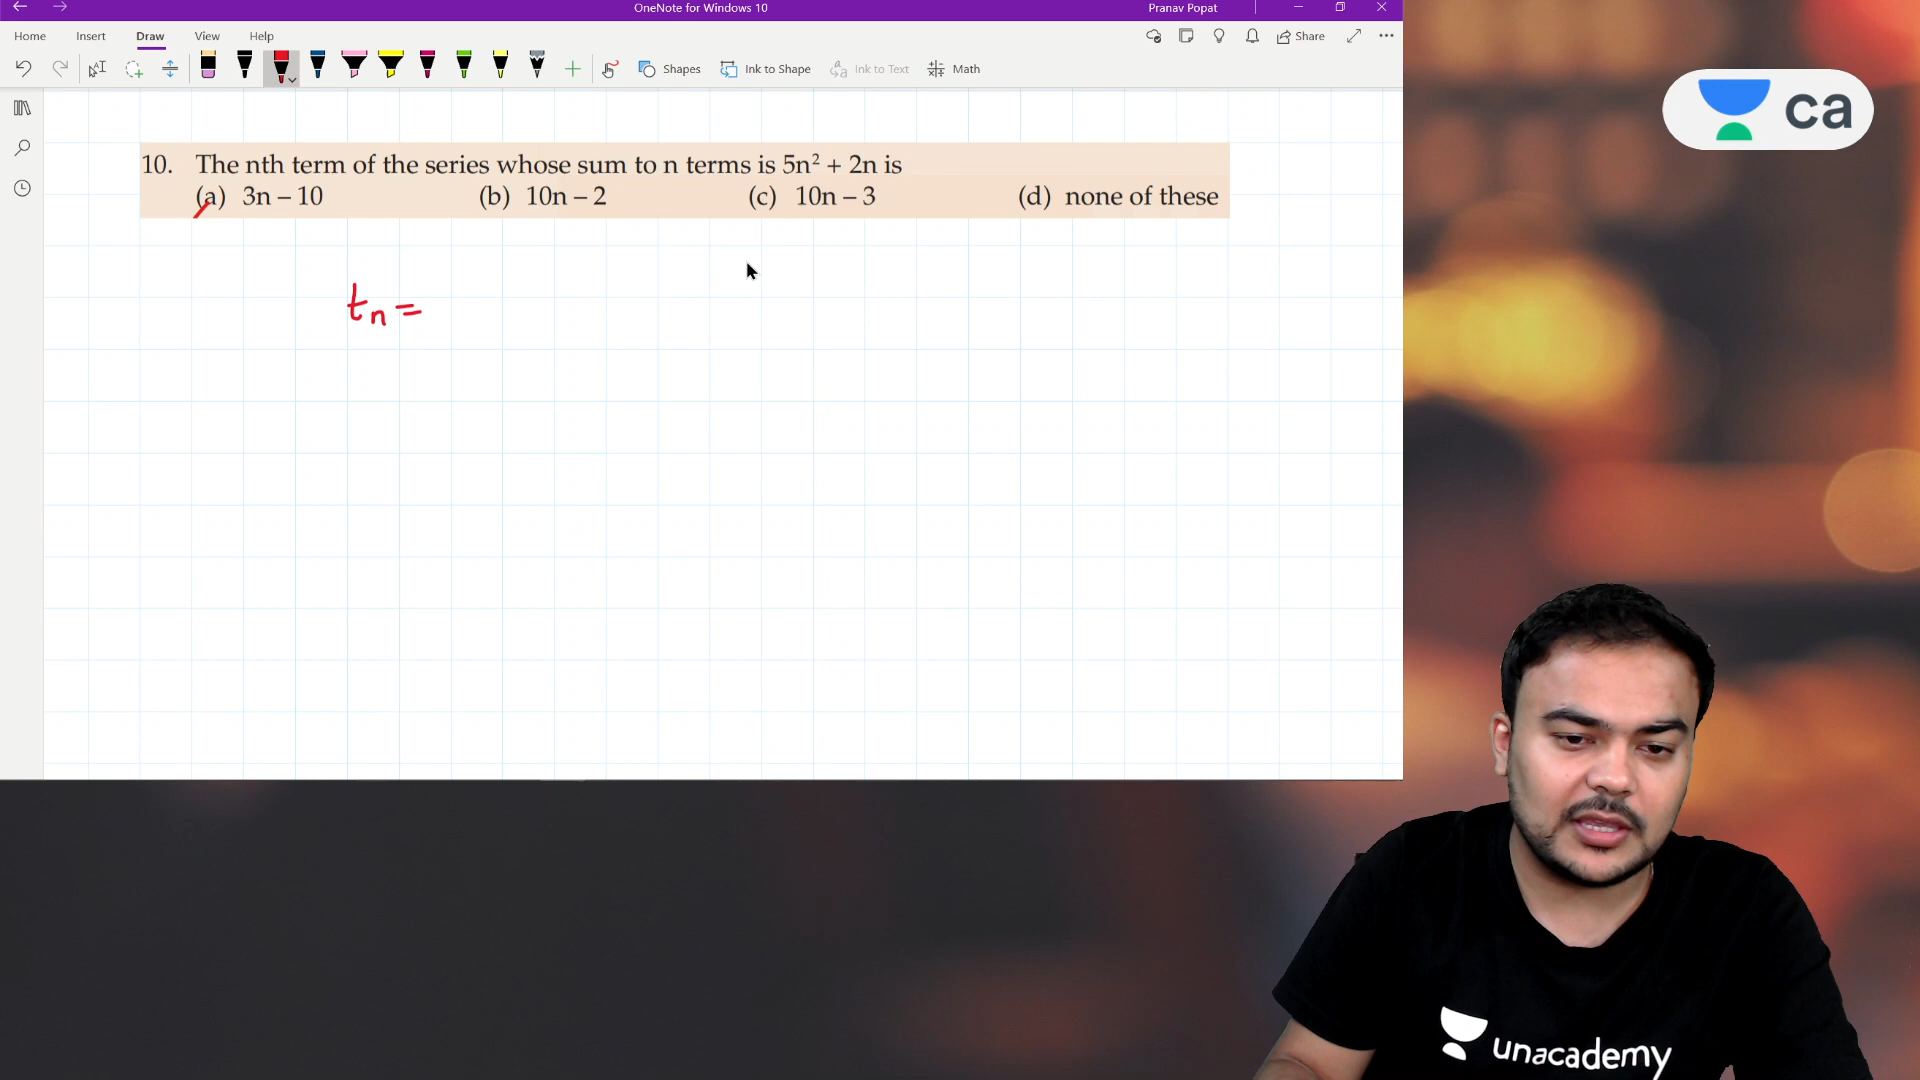 OneNote for Windows 10
Pranav Popat
Home Insert Draw View Help
Share
Shapes Ink to Shape Ink to Text Math
ca
10. The nth term of the series whose sum to n terms is 5n² + 2n is
(a) 3n – 10 (b) 10n – 2 (c) 10n – 3 (d) none of these
tₙ =
unacademy